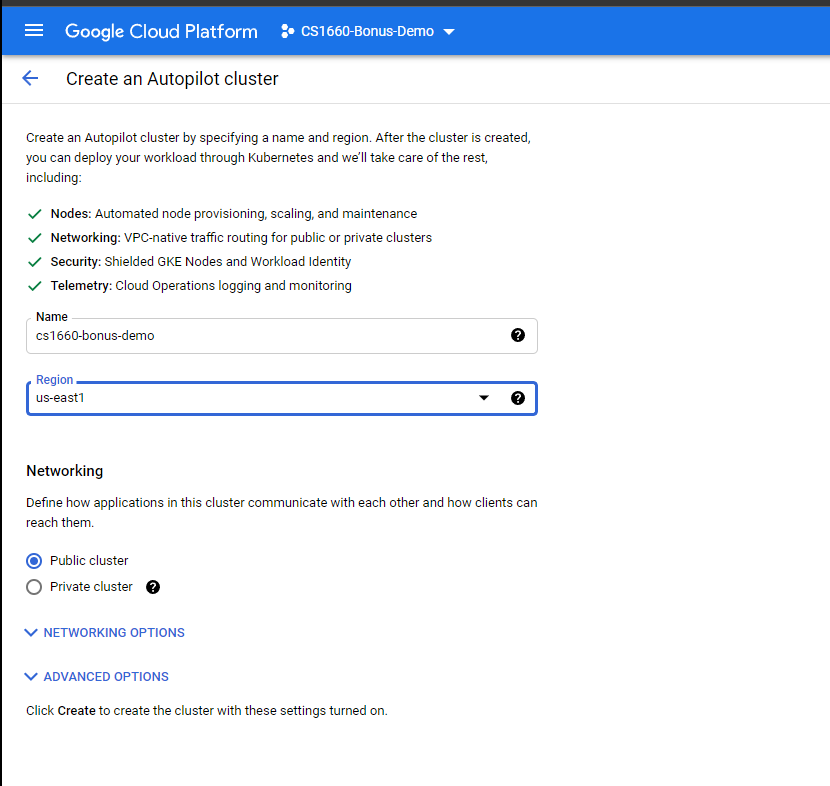 Google Cloud Platform CS1660-Bonus-Demo
Create an Autopilot cluster
Create an Autopilot cluster by specifying a name and region. After the cluster is created,
you can deploy your workload through Kubernetes and we'll take care of the rest,
including:
Nodes: Automated node provisioning, scaling, and maintenance
Networking: VPC-native traffic routing for public or private clusters
Security: Shielded GKE Nodes and Workload Identity
Telemetry: Cloud Operations logging and monitoring
Name
cs1660-bonus-demo
Region
us-east1
Networking
Define how applications in this cluster communicate with each other and how clients can
reach them.
Public cluster
Private cluster
NETWORKING OPTIONS
ADVANCED OPTIONS
Click Create to create the cluster with these settings turned on.